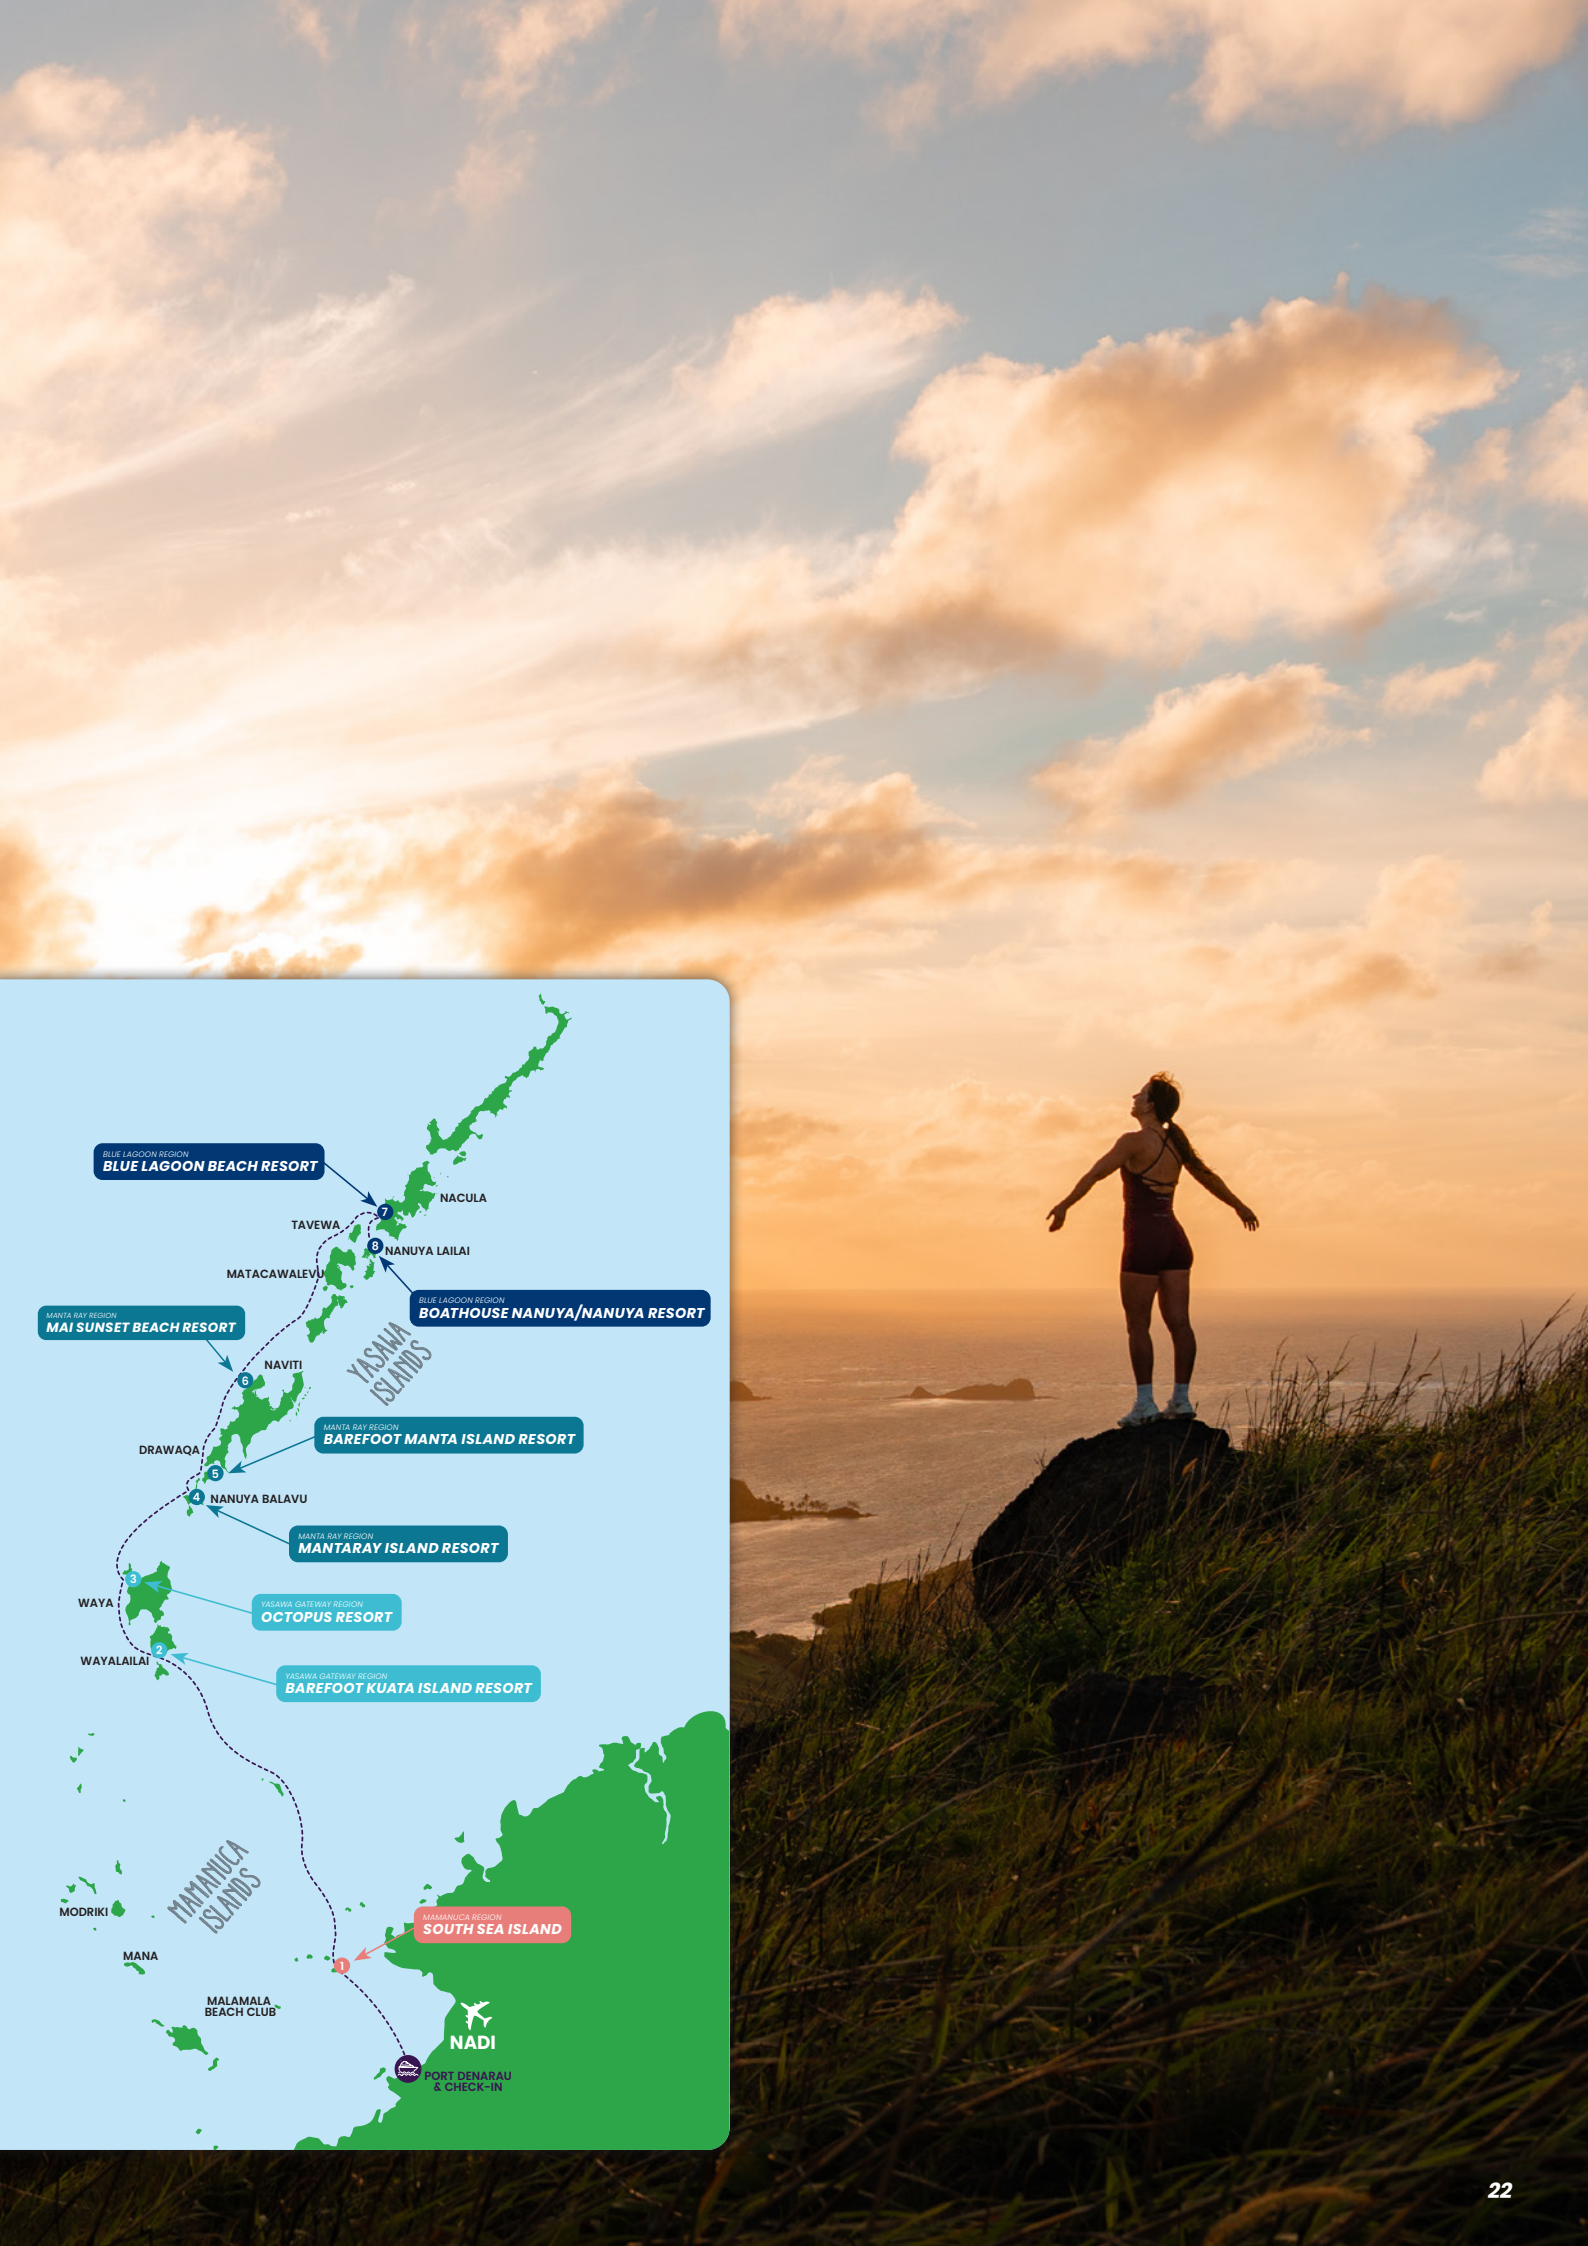 BLUE LAGOON REGION
BLUE LAGOON BEACH RESORT
NACULA
7
TAVEWA
8
NANUYA LAILAI
MATACAWALEVU
BLUE LAGOON REGION
BOATHOUSE NANUYA/NANUYA RESORT
MANTA RAY REGION
MAI SUNSET BEACH RESORT
YASAWA
ISLANDS
NAVITI
6
MANTA RAY REGION
BAREFOOT MANTA ISLAND RESORT
DRAWAQA
5
4
NANUYA BALAVU
MANTA RAY REGION
MANTARAY ISLAND RESORT
3
WAYA
YASAWA GATEWAY REGION
OCTOPUS RESORT
2
WAYALAILAI
YASAWA GATEWAY REGION
BAREFOOT KUATA ISLAND RESORT
MAMANUCA
ISLANDS
MODRIKI
MAMANUCA REGION
SOUTH SEA ISLAND
MANA
1
MALAMALA
BEACH CLUB
NADI
PORT DENARAU
& CHECK-IN
22